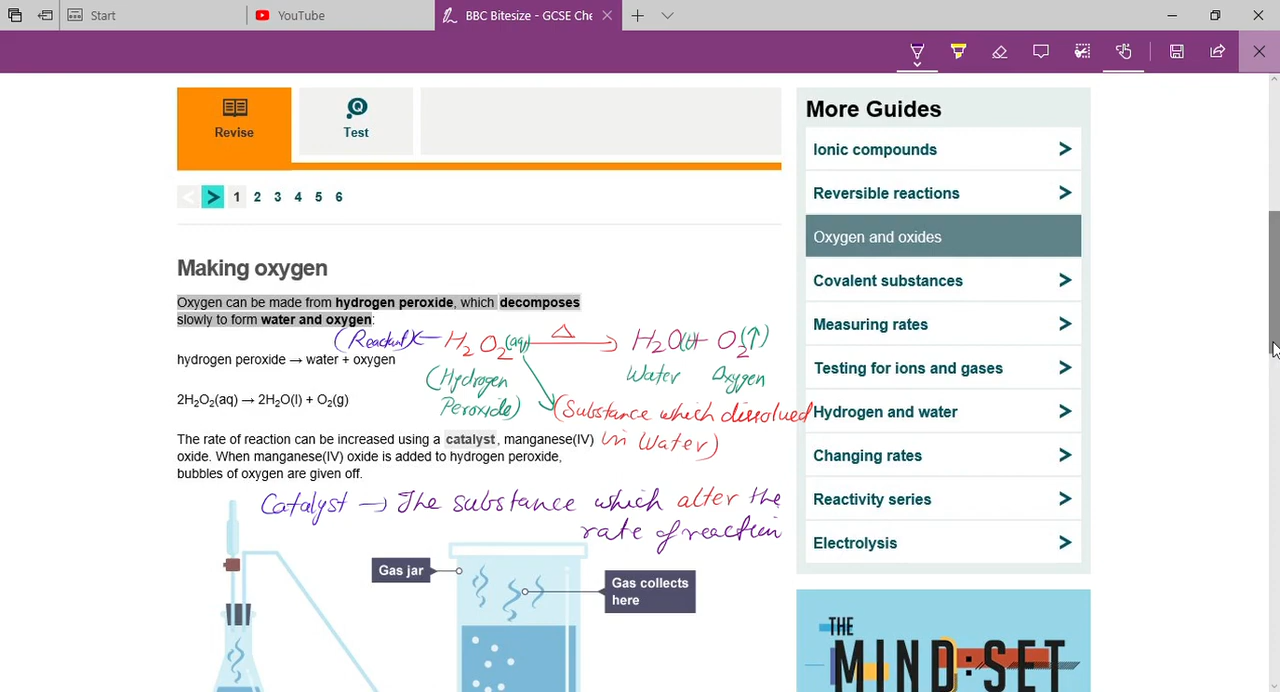 Start
YouTube
BBC Bitesize - GCSE Che
Revise
Test
1 2 3 4 5 6
Making oxygen
Oxygen can be made from hydrogen peroxide, which decomposes
slowly to form water and oxygen:
(Reactant) ← H₂O₂(aq) —Δ→ H₂O(l) + O₂(↑)
hydrogen peroxide → water + oxygen
(Hydrogen
Peroxide)
Water Oxygen
2H₂O₂(aq) → 2H₂O(l) + O₂(g)
(Substance which dissolved
in Water)
The rate of reaction can be increased using a catalyst, manganese(IV)
oxide. When manganese(IV) oxide is added to hydrogen peroxide,
bubbles of oxygen are given off.
Catalyst → The substance which alter the
rate of reaction
Gas jar
Gas collects
here
More Guides
Ionic compounds
Reversible reactions
Oxygen and oxides
Covalent substances
Measuring rates
Testing for ions and gases
Hydrogen and water
Changing rates
Reactivity series
Electrolysis
THE
MIND:SET